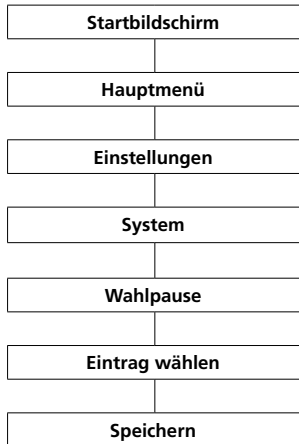 Startbildschirm
Hauptmenü
Einstellungen
System
Wahlpause
Eintrag wählen
Speichern